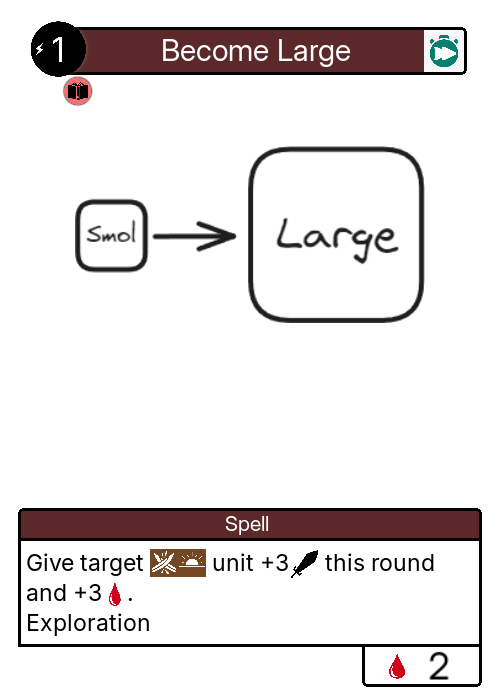 1
Become Large
Smol
Large
Spell
Give target unit +3 this round
and +3 .
Exploration
2